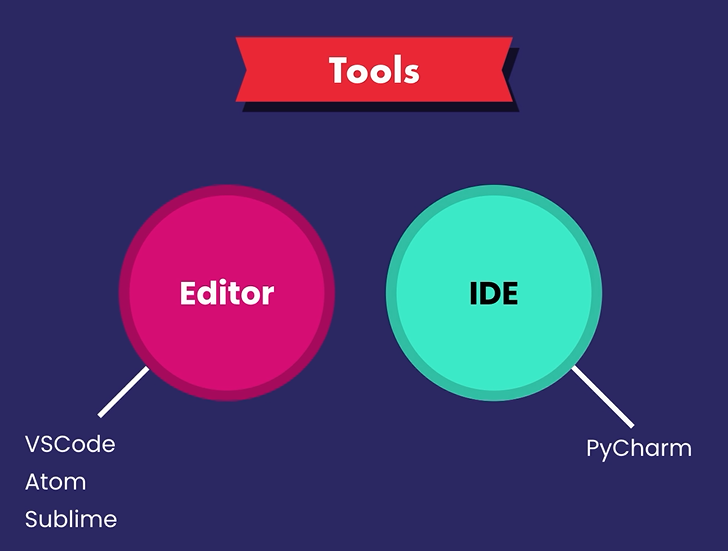 Tools
Editor
IDE
VSCode
Atom
Sublime
PyCharm